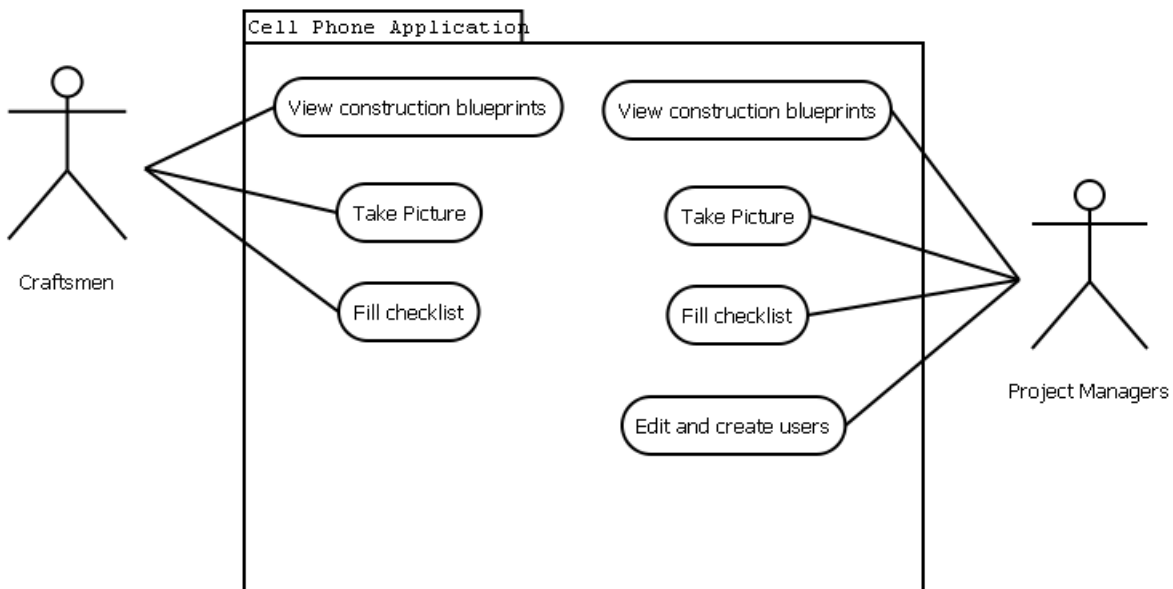 Cell Phone Application
View construction blueprints
View construction blueprints
Take Picture
Take Picture
Craftsmen
Fill checklist
Fill checklist
Project Managers
Edit and create users